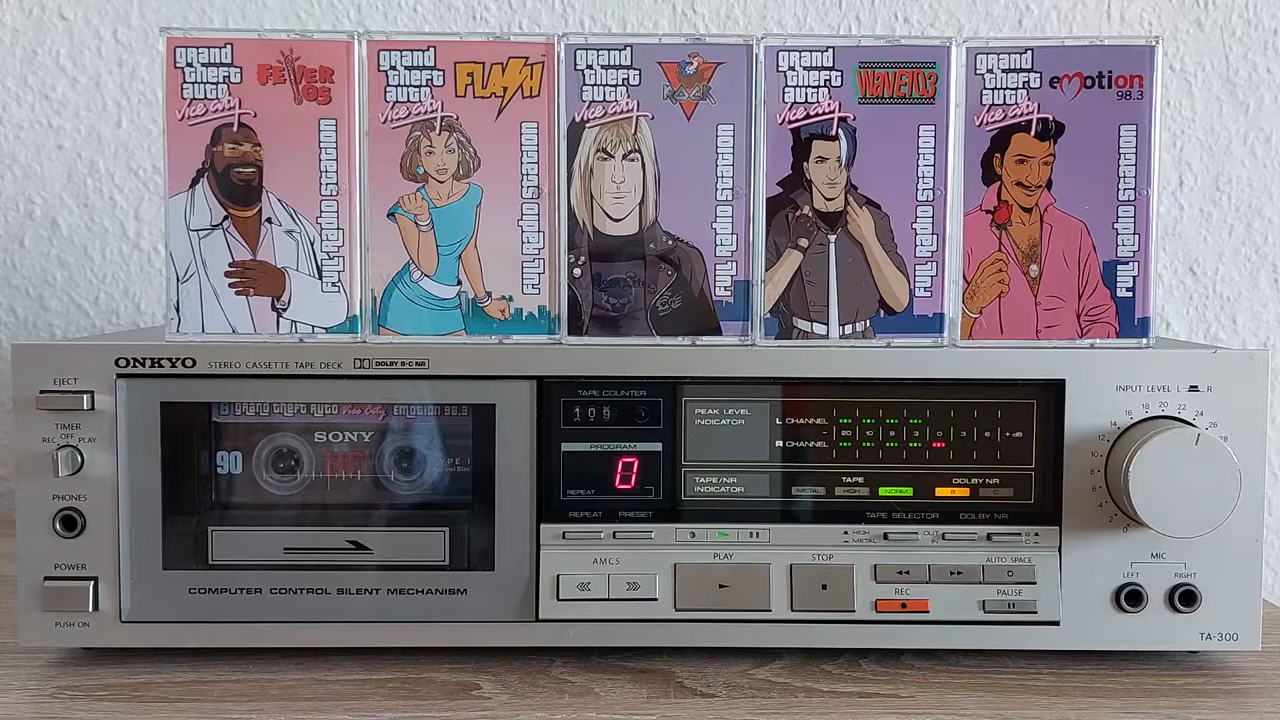 grand theft auto Vice City
FEVER 105
FULL Radio Station
grand theft auto Vice City
FLASH
FULL Radio Station
grand theft auto Vice City
V ROCK
FULL Radio Station
grand theft auto Vice City
WAVE 103
FULL Radio Station
grand theft auto Vice City
emotion 98.3
FULL Radio Station
ONKYO STEREO CASSETTE TAPE DECK DOLBY B-C NR
EJECT
TIMER
REC OFF PLAY
PHONES
POWER
PUSH ON
B grand theft auto Vice City EMOTION 98.3
SONY
90
TYPE I
Normal Bias
COMPUTER CONTROL SILENT MECHANISM
TAPE COUNTER
109
PROGRAM
0
REPEAT
REPEAT PRESET
PEAK LEVEL INDICATOR
L CHANNEL
- 20 10 6 3 0 3 6 + dB
R CHANNEL
TAPE/NR INDICATOR
TAPE
METAL HIGH NORM
DOLBY NR
B C
TAPE SELECTOR DOLBY NR
HIGH
METAL
OUT
IN
B
C
AMCS
PLAY
STOP
AUTO SPACE
REC
PAUSE
INPUT LEVEL L R
0 2 4 6 8 10 12 14 16 18 20 22 24 26 28
MIC
LEFT RIGHT
TA-300